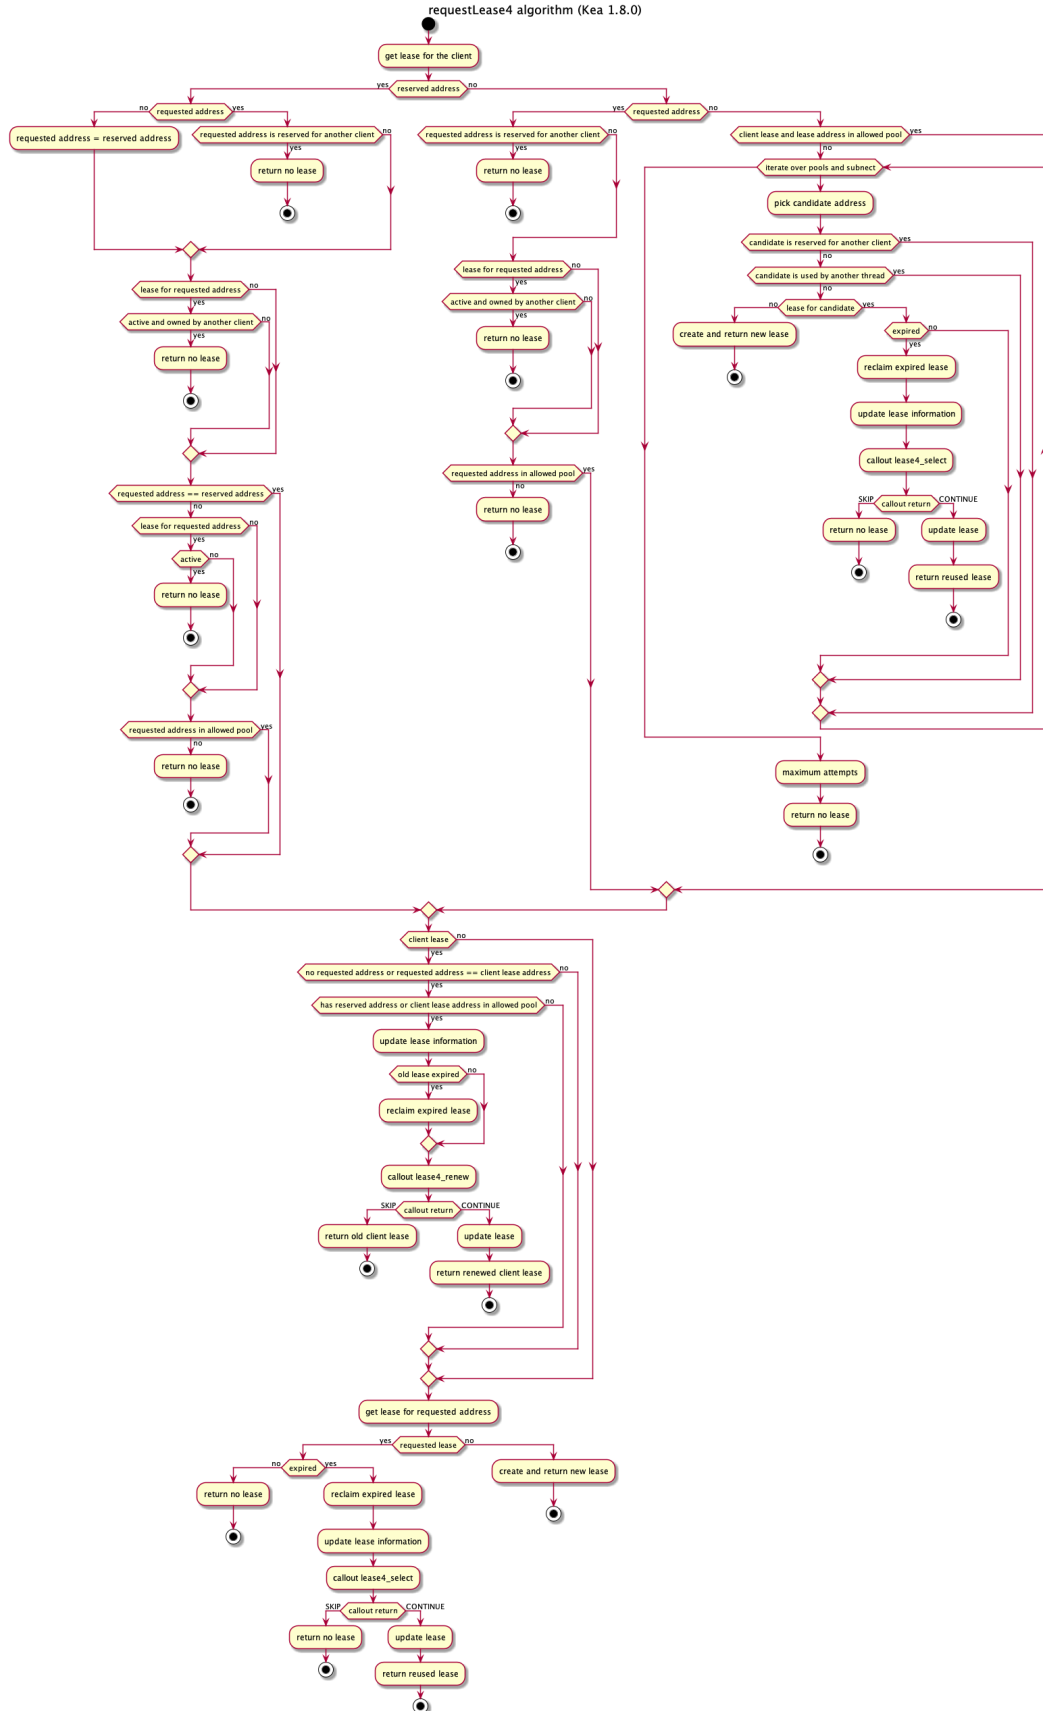 requestLease4 algorithm (Kea 1.8.0)
get lease for the client
yes reserved address no
no requested address yes
yes requested address no
requested address = reserved address
requested address is reserved for another client no
yes
return no lease
requested address is reserved for another client no
yes
return no lease
client lease and lease address in allowed pool yes
no
iterate over pools and subnect
pick candidate address
candidate is reserved for another client yes
no
candidate is used by another thread yes
no
no lease for candidate yes
create and return new lease
expired no
yes
reclaim expired lease
update lease information
callout lease4_select
SKIP callout return CONTINUE
return no lease
update lease
return reused lease
maximum attempts
return no lease
lease for requested address no
yes
active and owned by another client no
yes
return no lease
lease for requested address no
yes
active and owned by another client no
yes
return no lease
requested address in allowed pool yes
no
return no lease
requested address == reserved address yes
no
lease for requested address no
yes
active no
yes
return no lease
requested address in allowed pool yes
no
return no lease
client lease no
yes
no requested address or requested address == client lease address no
yes
has reserved address or client lease address in allowed pool no
yes
update lease information
old lease expired no
yes
reclaim expired lease
callout lease4_renew
SKIP callout return CONTINUE
return old client lease
update lease
return renewed client lease
get lease for requested address
yes requested lease no
no expired yes
create and return new lease
return no lease
reclaim expired lease
update lease information
callout lease4_select
SKIP callout return CONTINUE
return no lease
update lease
return reused lease